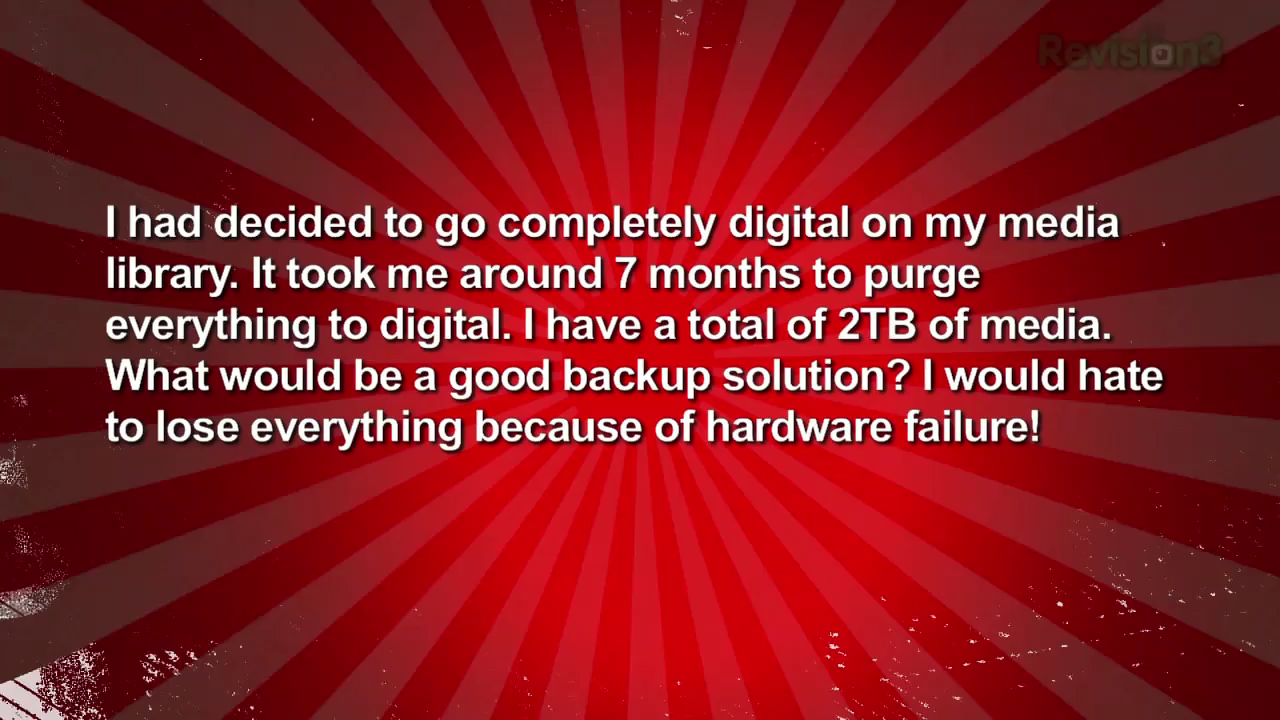 Revision3
I had decided to go completely digital on my media
library. It took me around 7 months to purge
everything to digital. I have a total of 2TB of media.
What would be a good backup solution? I would hate
to lose everything because of hardware failure!